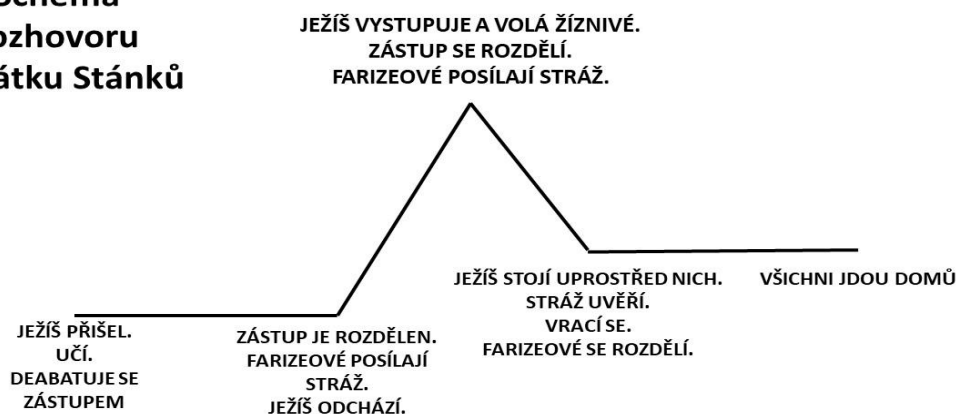 ozhovoru
átku Stánků
JEŽÍŠ VYSTUPUJE A VOLÁ ŽÍZNIVÉ.
ZÁSTUP SE ROZDĚLÍ.
FARIZEOVÉ POSÍLAJÍ STRÁŽ.
JEŽÍŠ PŘIŠEL.
UČÍ.
DEABATUJE SE
ZÁSTUPEM
ZÁSTUP JE ROZDĚLEN.
FARIZEOVÉ POSÍLAJÍ
STRÁŽ.
JEŽÍŠ ODCHÁZÍ.
JEŽÍŠ STOJÍ UPROSTŘED NICH.
STRÁŽ UVĚŘÍ.
VRACÍ SE.
FARIZEOVÉ SE ROZDĚLÍ.
VŠICHNI JDOU DOMŮ